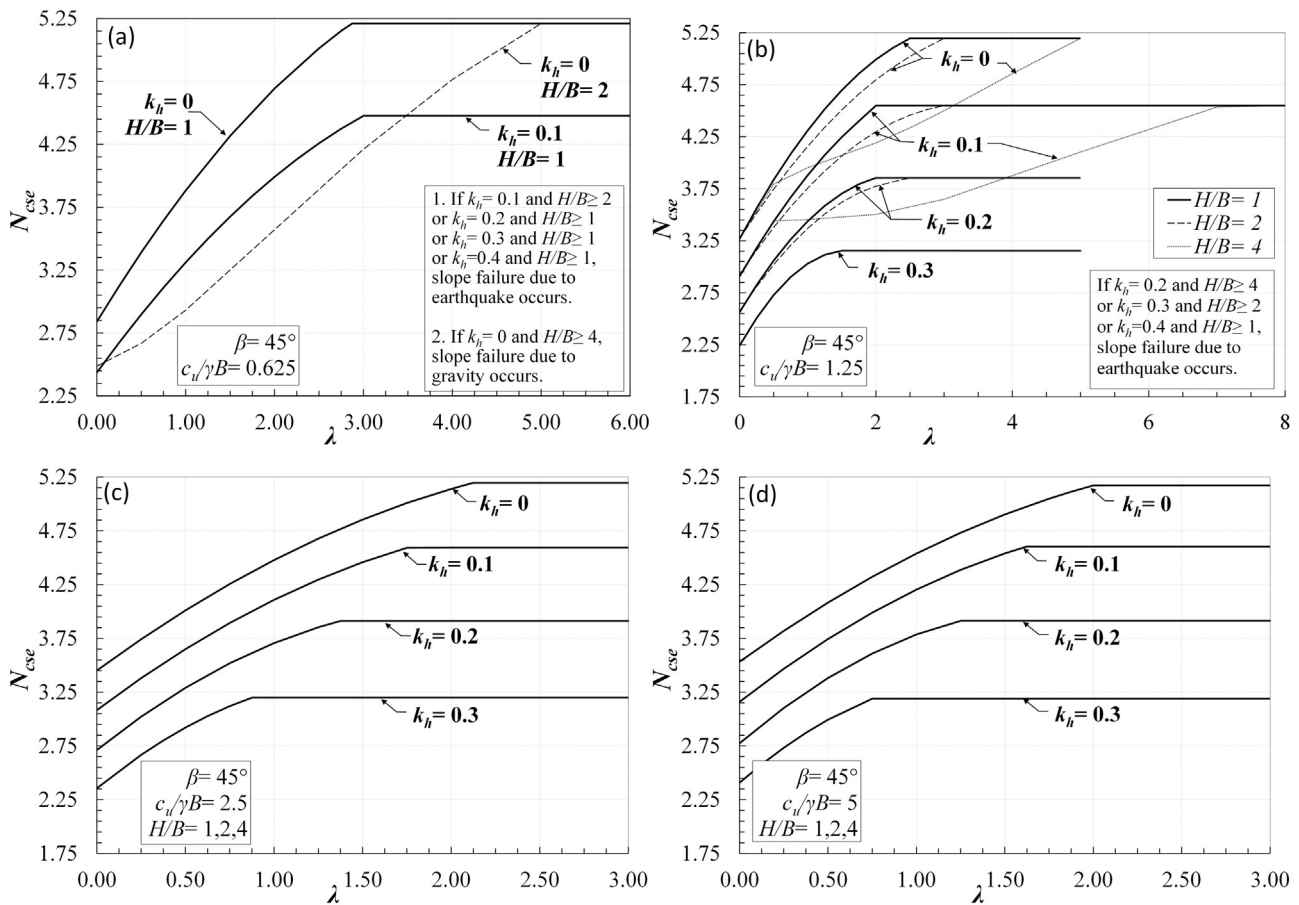 (a)
5.25
4.75
4.25
3.75
3.25
2.75
2.25
N_cse
0.00
1.00
2.00
3.00
4.00
5.00
6.00
λ
k_h= 0
H/B= 1
k_h= 0
H/B= 2
k_h= 0.1
H/B= 1
1. If k_h= 0.1 and H/B≥ 2
or k_h= 0.2 and H/B≥ 1
or k_h= 0.3 and H/B≥ 1
or k_h=0.4 and H/B≥ 1,
slope failure due to
earthquake occurs.
2. If k_h= 0 and H/B≥ 4,
slope failure due to
gravity occurs.
β= 45°
c_u/γB= 0.625
(b)
5.25
4.75
4.25
3.75
3.25
2.75
2.25
1.75
N_cse
0
2
4
6
8
λ
k_h= 0
k_h= 0.1
k_h= 0.2
k_h= 0.3
H/B= 1
H/B= 2
H/B= 4
If k_h= 0.2 and H/B≥ 4
or k_h= 0.3 and H/B≥ 2
or k_h=0.4 and H/B≥ 1,
slope failure due to
earthquake occurs.
β= 45°
c_u/γB= 1.25
(c)
5.25
4.75
4.25
3.75
3.25
2.75
2.25
1.75
N_cse
0.00
0.50
1.00
1.50
2.00
2.50
3.00
λ
k_h= 0
k_h= 0.1
k_h= 0.2
k_h= 0.3
β= 45°
c_u/γB= 2.5
H/B= 1,2,4
(d)
5.25
4.75
4.25
3.75
3.25
2.75
2.25
1.75
N_cse
0.00
0.50
1.00
1.50
2.00
2.50
3.00
λ
k_h= 0
k_h= 0.1
k_h= 0.2
k_h= 0.3
β= 45°
c_u/γB= 5
H/B= 1,2,4